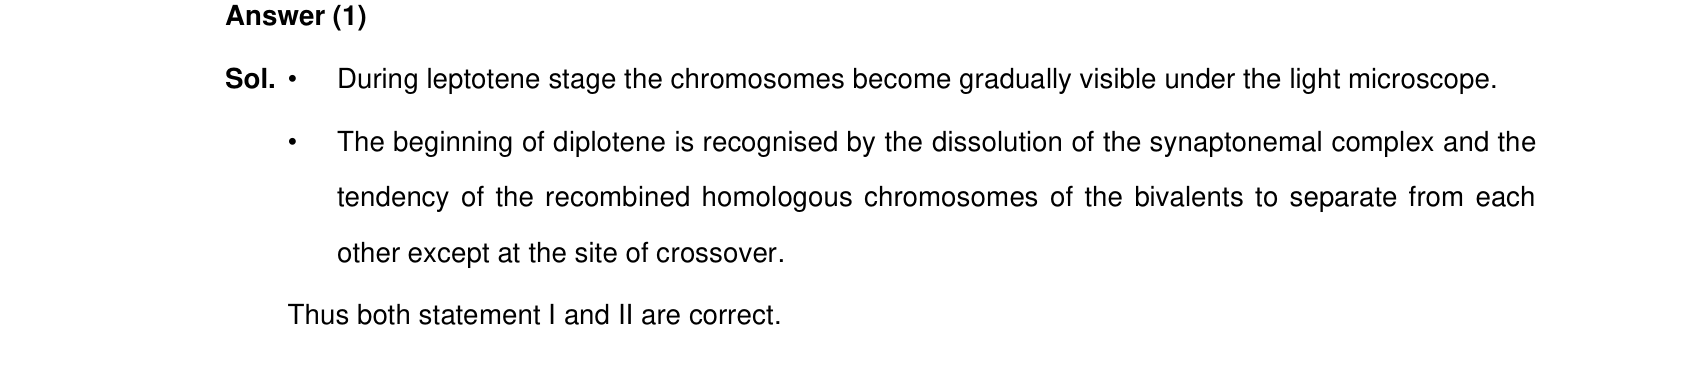 Answer (1)
Sol. • During leptotene stage the chromosomes become gradually visible under the light microscope.
• The beginning of diplotene is recognised by the dissolution of the synaptonemal complex and the
tendency of the recombined homologous chromosomes of the bivalents to separate from each
other except at the site of crossover.
Thus both statement I and II are correct.